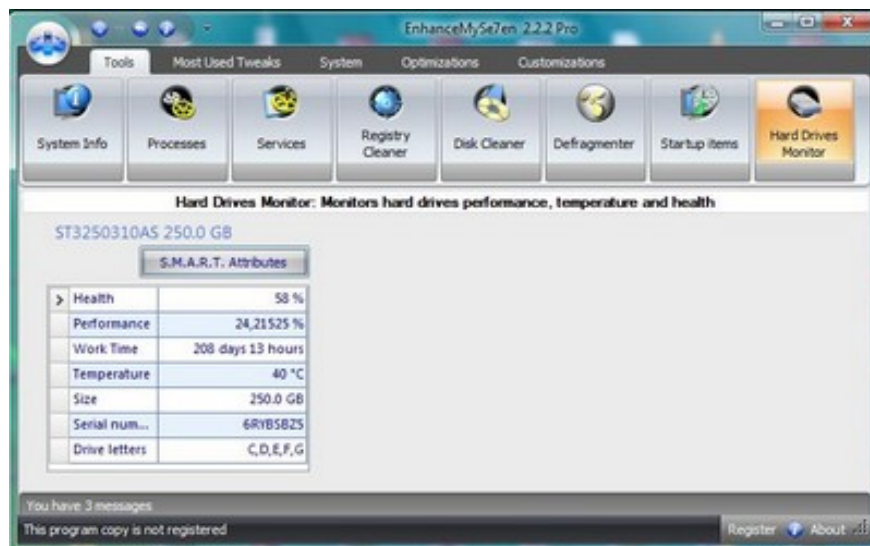 EnhanceMySe7en 2.2.2 Pro
Tools Most Used Tweaks System Optimizations Customizations
System Info Processes Services Registry Cleaner Disk Cleaner Defragmenter Startup items Hard Drives Monitor
Hard Drives Monitor: Monitors hard drives performance, temperature and health
ST3250310AS 250.0 GB
S.M.A.R.T. Attributes
Health 58 %
Performance 24,21525 %
Work Time 208 days 13 hours
Temperature 40 °C
Size 250.0 GB
Serial num... 6RYBSBZS
Drive letters C,D,E,F,G
You have 3 messages
This program copy is not registered Register About